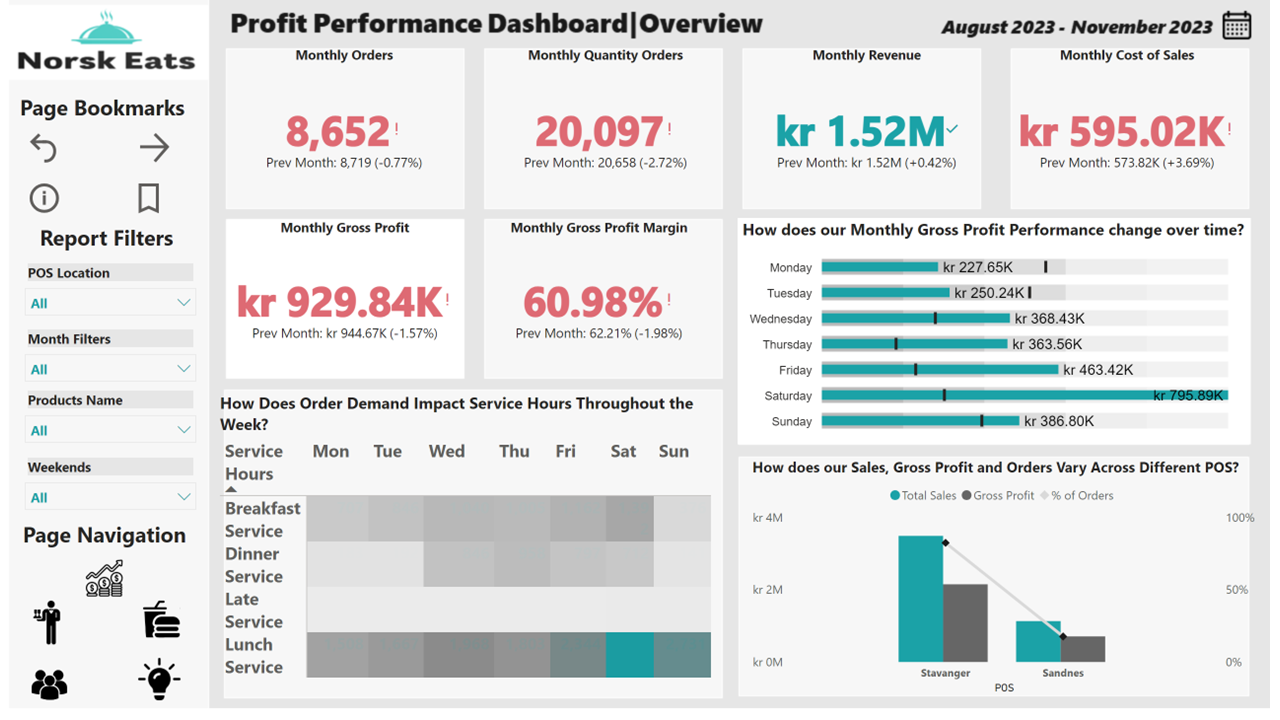 Norsk Eats
Page Bookmarks
Report Filters
POS Location
All
Month Filters
All
Products Name
All
Weekends
All
Page Navigation
Profit Performance Dashboard|Overview
August 2023 - November 2023
Monthly Orders
8,652!
Prev Month: 8,719 (-0.77%)
Monthly Quantity Orders
20,097!
Prev Month: 20,658 (-2.72%)
Monthly Revenue
kr 1.52M
Prev Month: kr 1.52M (+0.42%)
Monthly Cost of Sales
kr 595.02K!
Prev Month: 573.82K (+3.69%)
Monthly Gross Profit
kr 929.84K!
Prev Month: kr 944.67K (-1.57%)
Monthly Gross Profit Margin
60.98%!
Prev Month: 62.21% (-1.98%)
How does our Monthly Gross Profit Performance change over time?
Monday kr 227.65K
Tuesday kr 250.24K
Wednesday kr 368.43K
Thursday kr 363.56K
Friday kr 463.42K
Saturday kr 795.89K
Sunday kr 386.80K
How Does Order Demand Impact Service Hours Throughout the
Week?
Service Mon Tue Wed Thu Fri Sat Sun
Hours
Breakfast
Service
Dinner
Service
Late
Service
Lunch
Service
How does our Sales, Gross Profit and Orders Vary Across Different POS?
Total Sales Gross Profit % of Orders
kr 4M 100%
kr 2M 50%
kr 0M 0%
Stavanger Sandnes
POS